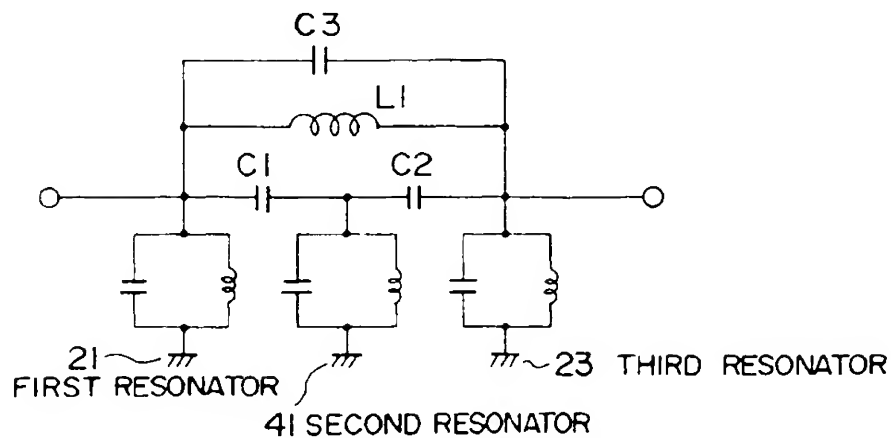 C3
L1
C1 C2
21 23 THIRD RESONATOR
FIRST RESONATOR
41 SECOND RESONATOR